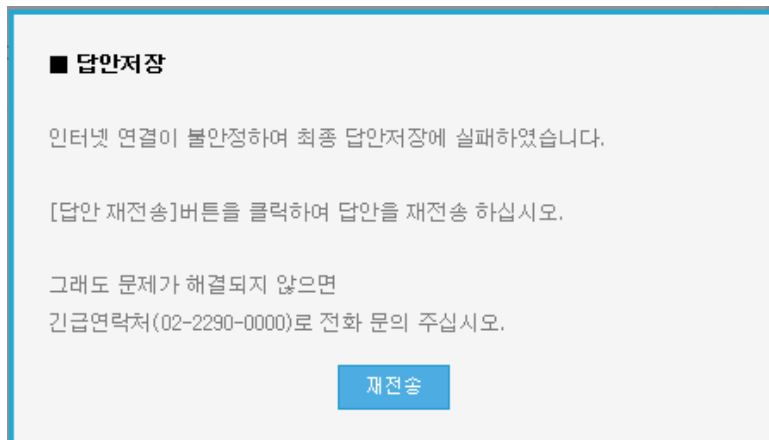 ■ 답안저장
인터넷 연결이 불안정하여 최종 답안저장에 실패하였습니다.
[답안 재전송]버튼을 클릭하여 답안을 재전송 하십시오.
그래도 문제가 해결되지 않으면
긴급연락처(02-2290-0000)로 전화 문의 주십시오.
재전송